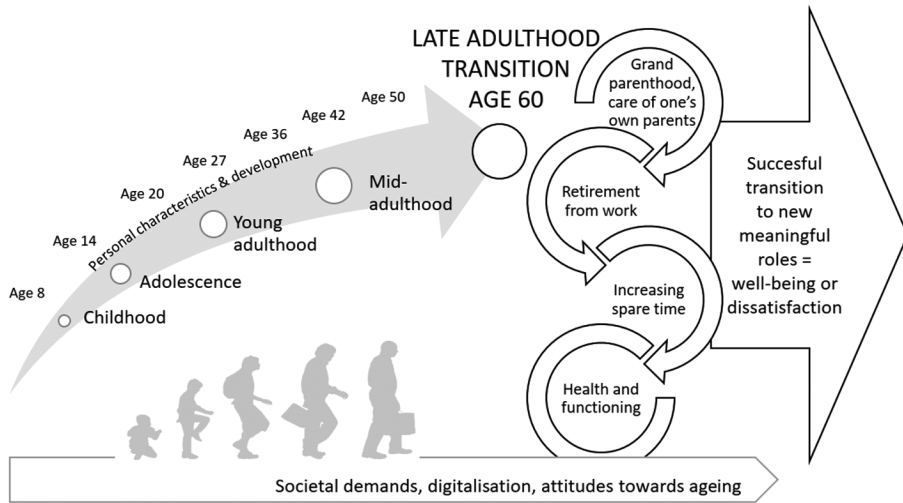 LATE ADULTHOOD
TRANSITION
AGE 60
Age 8
Age 14
Age 20
Age 27
Age 36
Age 42
Age 50
Personal characteristics & development
Childhood
Adolescence
Young
adulthood
Mid-
adulthood
Grand
parenthood,
care of one's
own parents
Retirement
from work
Increasing
spare time
Health and
functioning
Succesful
transition
to new
meaningful
roles =
well-being or
dissatisfaction
Societal demands, digitalisation, attitudes towards ageing